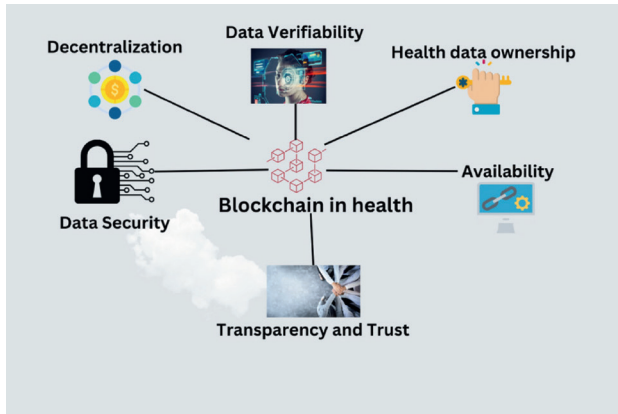 Data Verifiability
Decentralization
Health data ownership
Availability
Blockchain in health
Data Security
Transparency and Trust